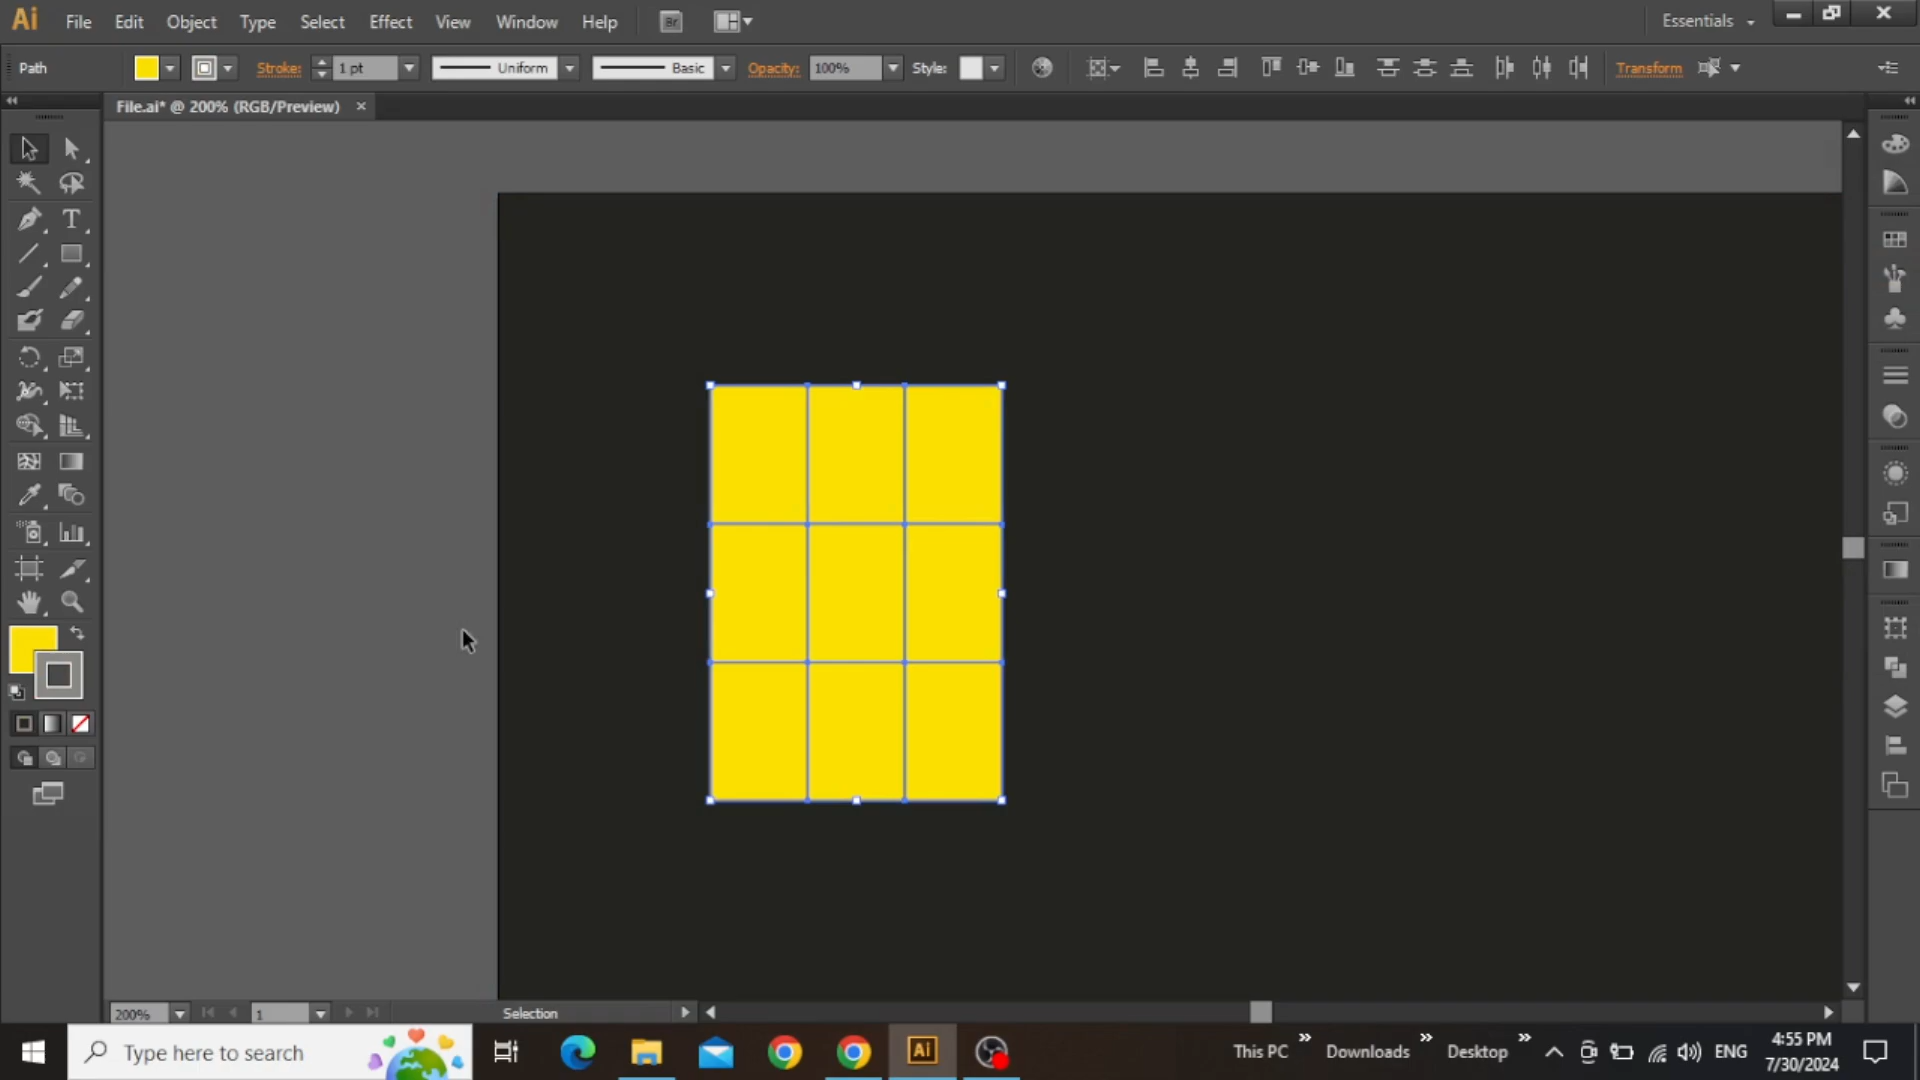 Ai File Edit Object Select Type Effect View Window Help Br Essentials
Path Stroke: 1 pt Uniform Basic Opacity: 100% Style: Transform
File.ai* @ 200% (RGB/Preview) ×
T
200% 1 Selection
Type here to search Ai This PC » Downloads » Desktop » ENG 4:55 PM
7/30/2024